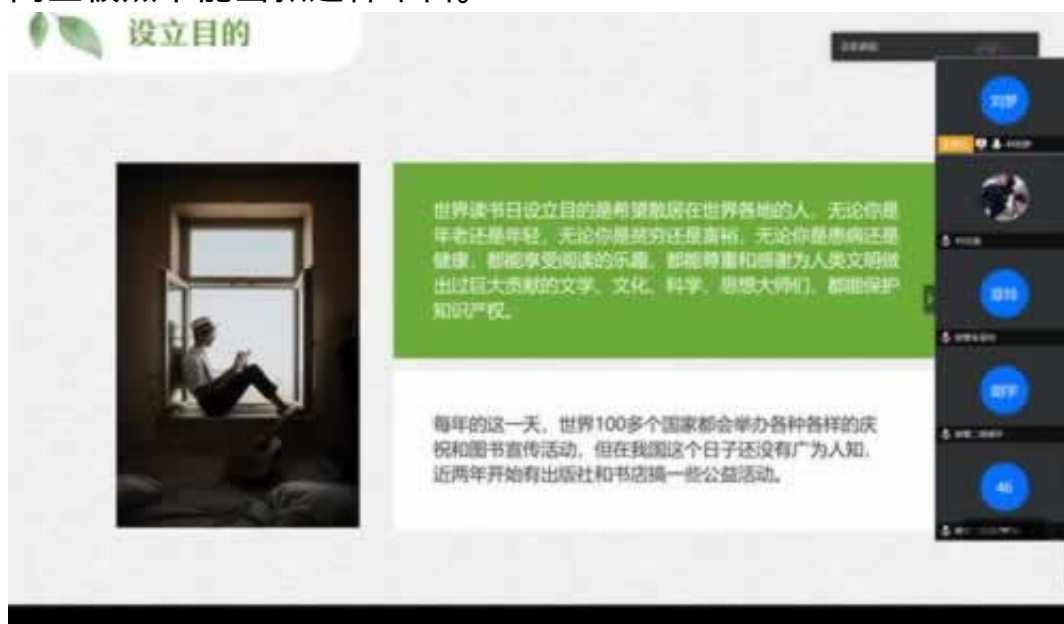 设立目的
世界读书日设立目的是希望散居在世界各地的人，无论你是
年老还是年轻，无论你是贫穷还是富裕，无论你是患病还是
健康，都能享受阅读的乐趣，都能尊重和感谢为人类文明做
出过巨大贡献的文学、文化、科学、思想大师们，都能保护
知识产权。
每年的这一天，世界100多个国家都会举办各种各样的庆
祝和图书宣传活动，但在我国这个日子还没有广为人知，
近两年开始有出版社和书店搞一些公益活动。
刘梦
46